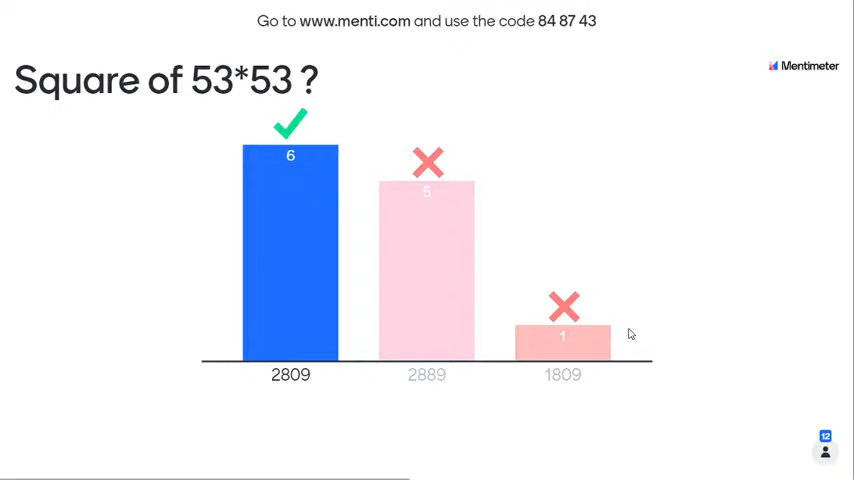 Go to www.menti.com and use the code 84 87 43
Mentimeter
Square of 53*53 ?
6
5
1
2809
2889
1809
12